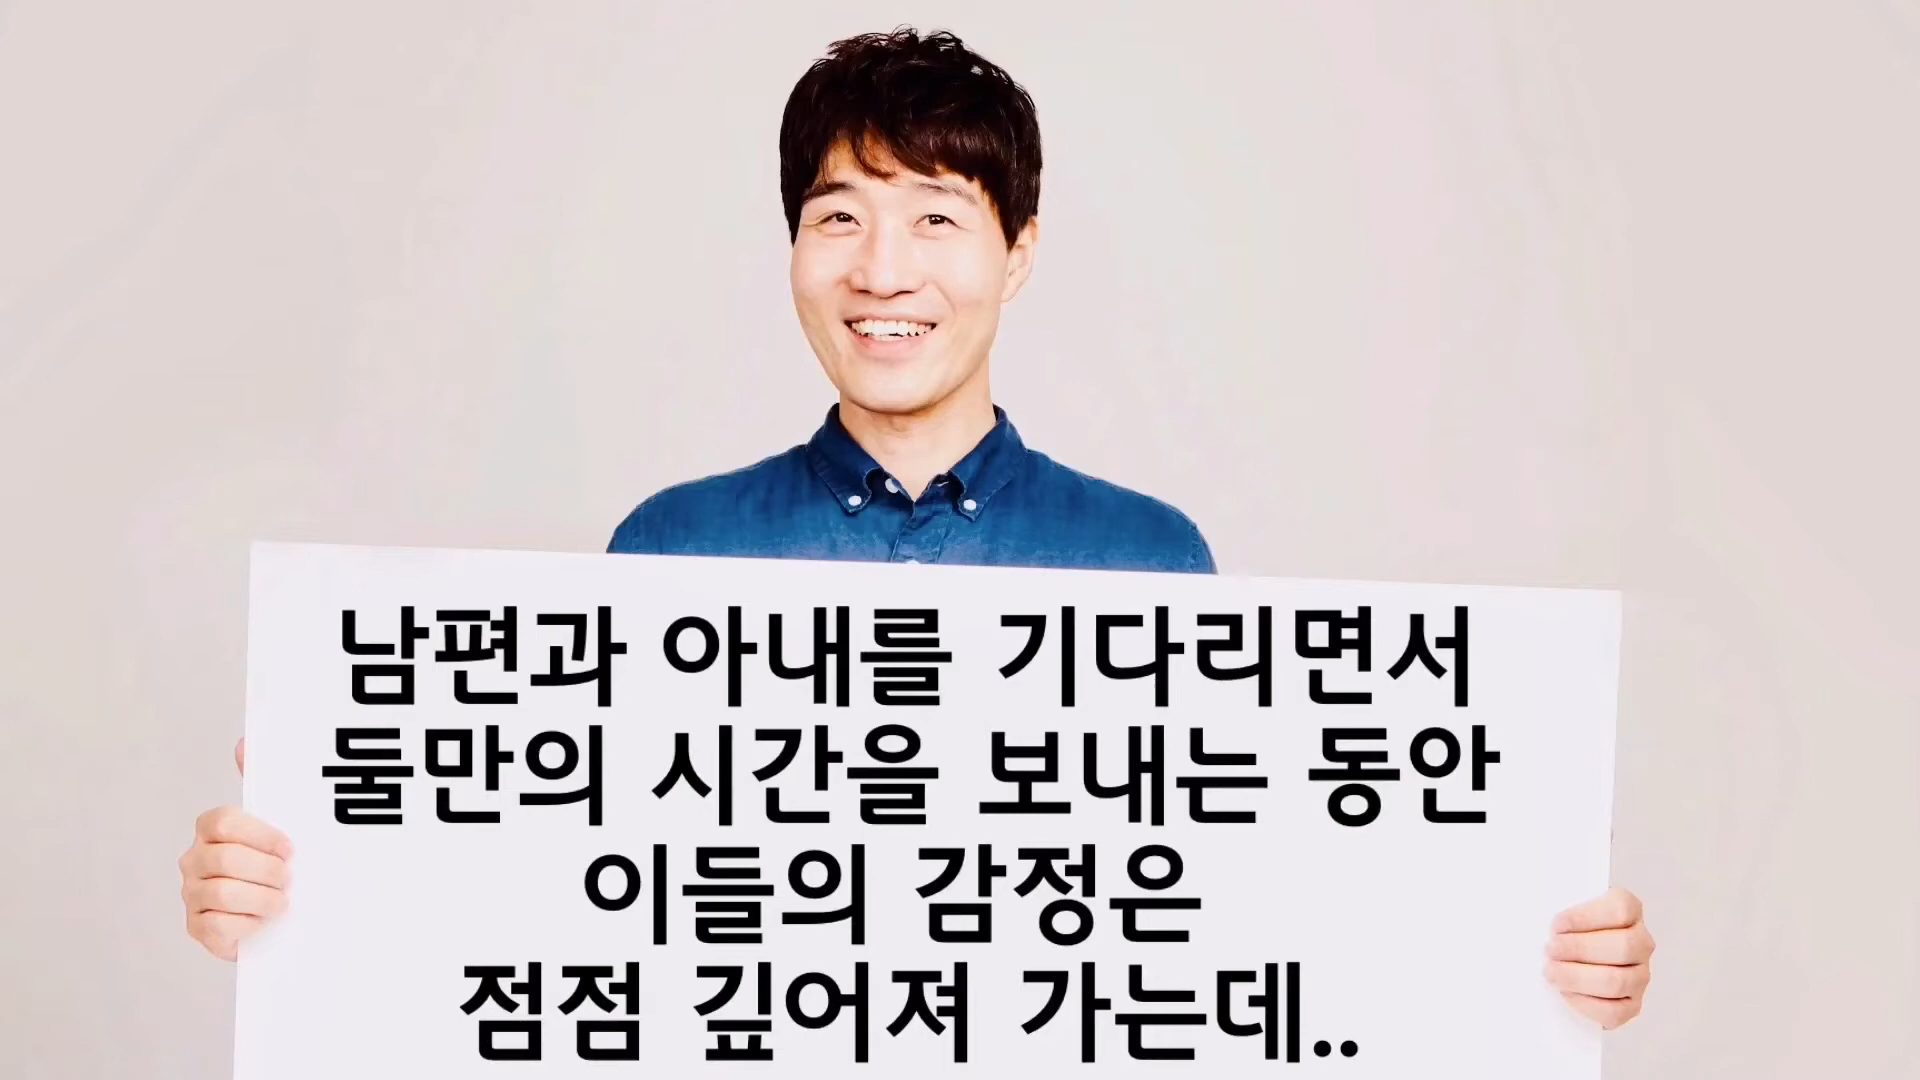 남편과 아내를 기다리면서
둘만의 시간을 보내는 동안
이들의 감정은
점점 깊어져 가는데..